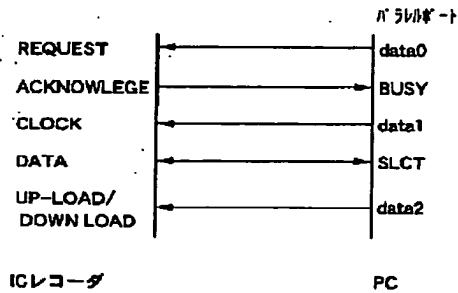 パラレルポート
REQUEST data0
ACKNOWLEGE BUSY
CLOCK data1
DATA SLCT
UP-LOAD/
DOWN LOAD data2
ICレコーダ PC